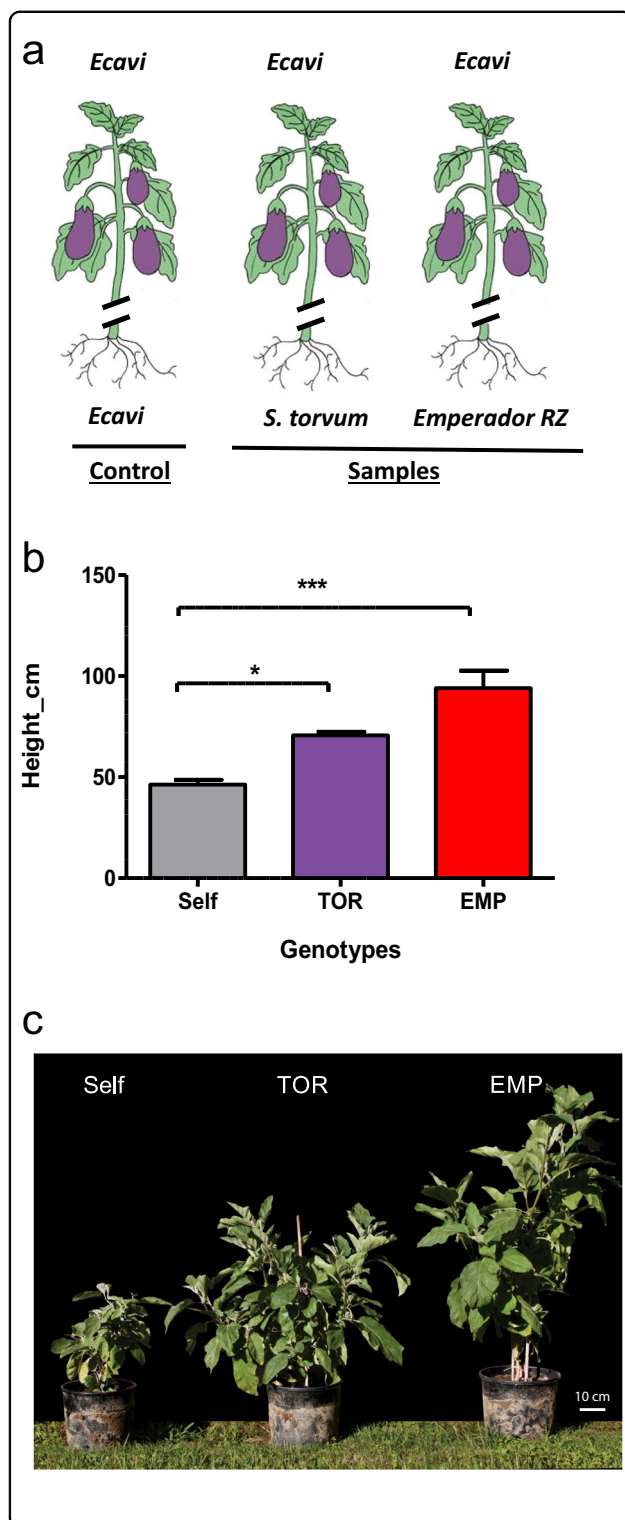 a
Ecavi Ecavi Ecavi
Ecavi S. torvum Emperador RZ
Control Samples
b
150
100
50
0
Height_cm
***
*
Self TOR EMP
Genotypes
c
Self TOR EMP
10 cm